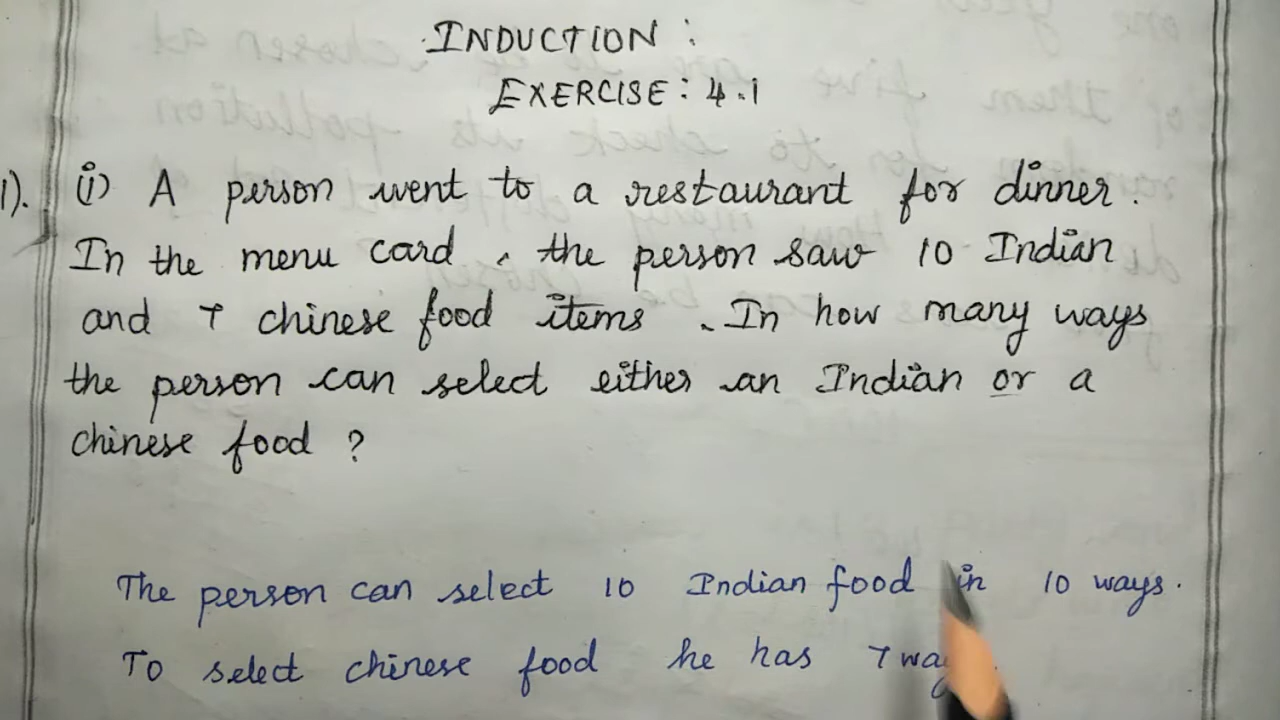 INDUCTION :
EXERCISE : 4.1
1). (i) A person went to a restaurant for dinner.
In the menu card, the person saw 10 Indian
and 7 chinese food items. In how many ways
the person can select either an Indian or a
chinese food ?
The person can select 10 Indian food in 10 ways.
To select chinese food he has 7